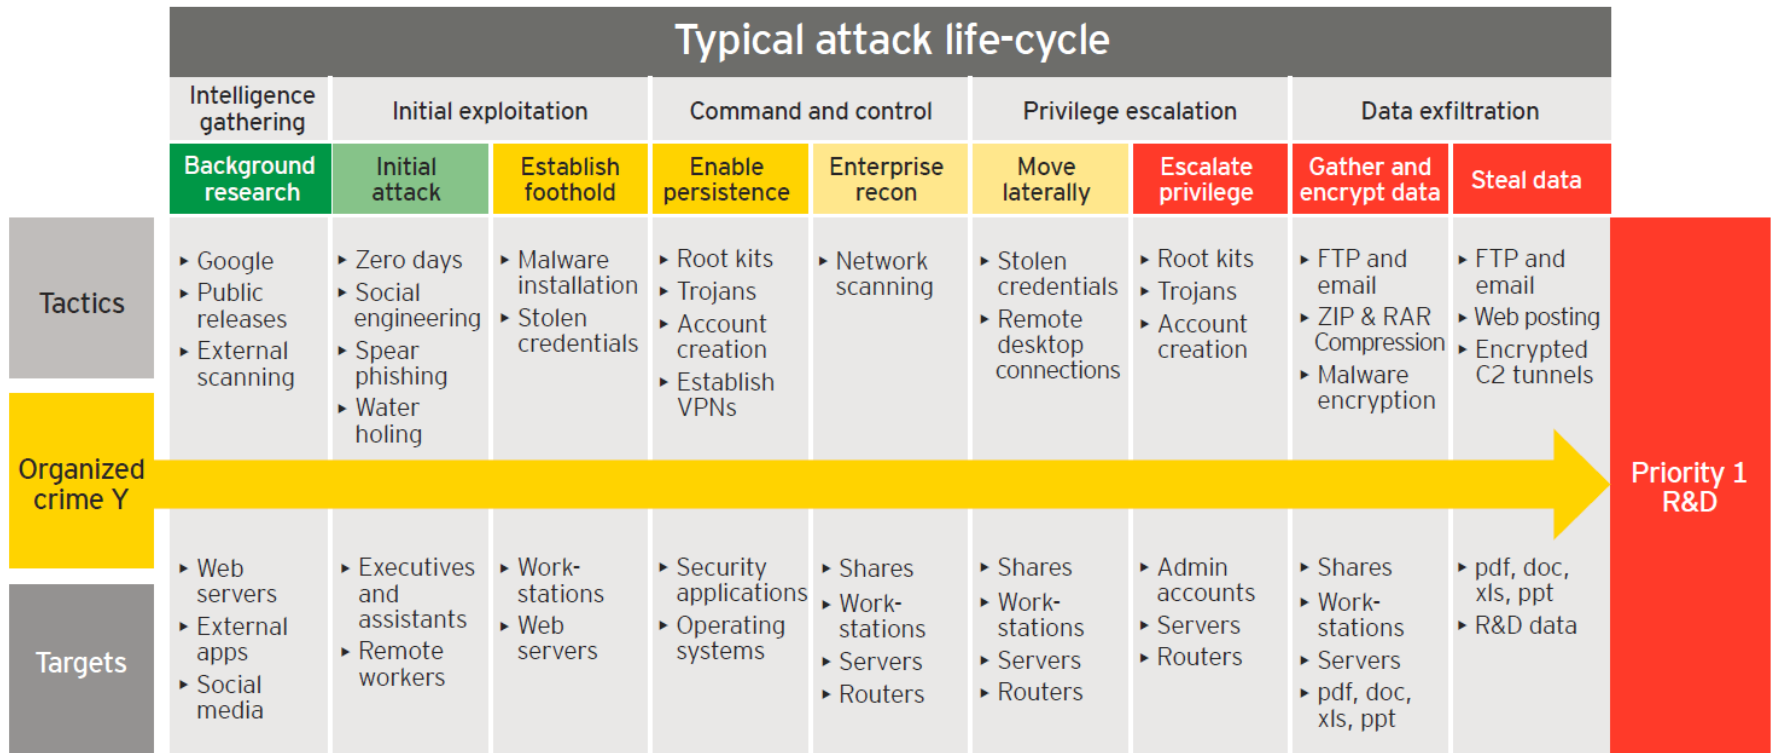 Typical attack life-cycle
Intelligence
gathering
Initial exploitation
Command and control
Privilege escalation
Data exfiltration
Background
research
Initial
attack
Establish
foothold
Enable
persistence
Enterprise
recon
Move
laterally
Escalate
privilege
Gather and
encrypt data
Steal data
Tactics
▸ Google
▸ Public
releases
▸ External
scanning
▸ Zero days
▸ Social
engineering
▸ Spear
phishing
▸ Water
holing
▸ Malware
installation
▸ Stolen
credentials
▸ Root kits
▸ Trojans
▸ Account
creation
▸ Establish
VPNs
▸ Network
scanning
▸ Stolen
credentials
▸ Remote
desktop
connections
▸ Root kits
▸ Trojans
▸ Account
creation
▸ FTP and
email
▸ ZIP & RAR
Compression
▸ Malware
encryption
▸ FTP and
email
▸ Web posting
▸ Encrypted
C2 tunnels
Organized
crime Y
Priority 1
R&D
Targets
▸ Web
servers
▸ External
apps
▸ Social
media
▸ Executives
and
assistants
▸ Remote
workers
▸ Work-
stations
▸ Web
servers
▸ Security
applications
▸ Operating
systems
▸ Shares
▸ Work-
stations
▸ Servers
▸ Routers
▸ Shares
▸ Work-
stations
▸ Servers
▸ Routers
▸ Admin
accounts
▸ Servers
▸ Routers
▸ Shares
▸ Work-
stations
▸ Servers
▸ pdf, doc,
xls, ppt
▸ pdf, doc,
xls, ppt
▸ R&D data